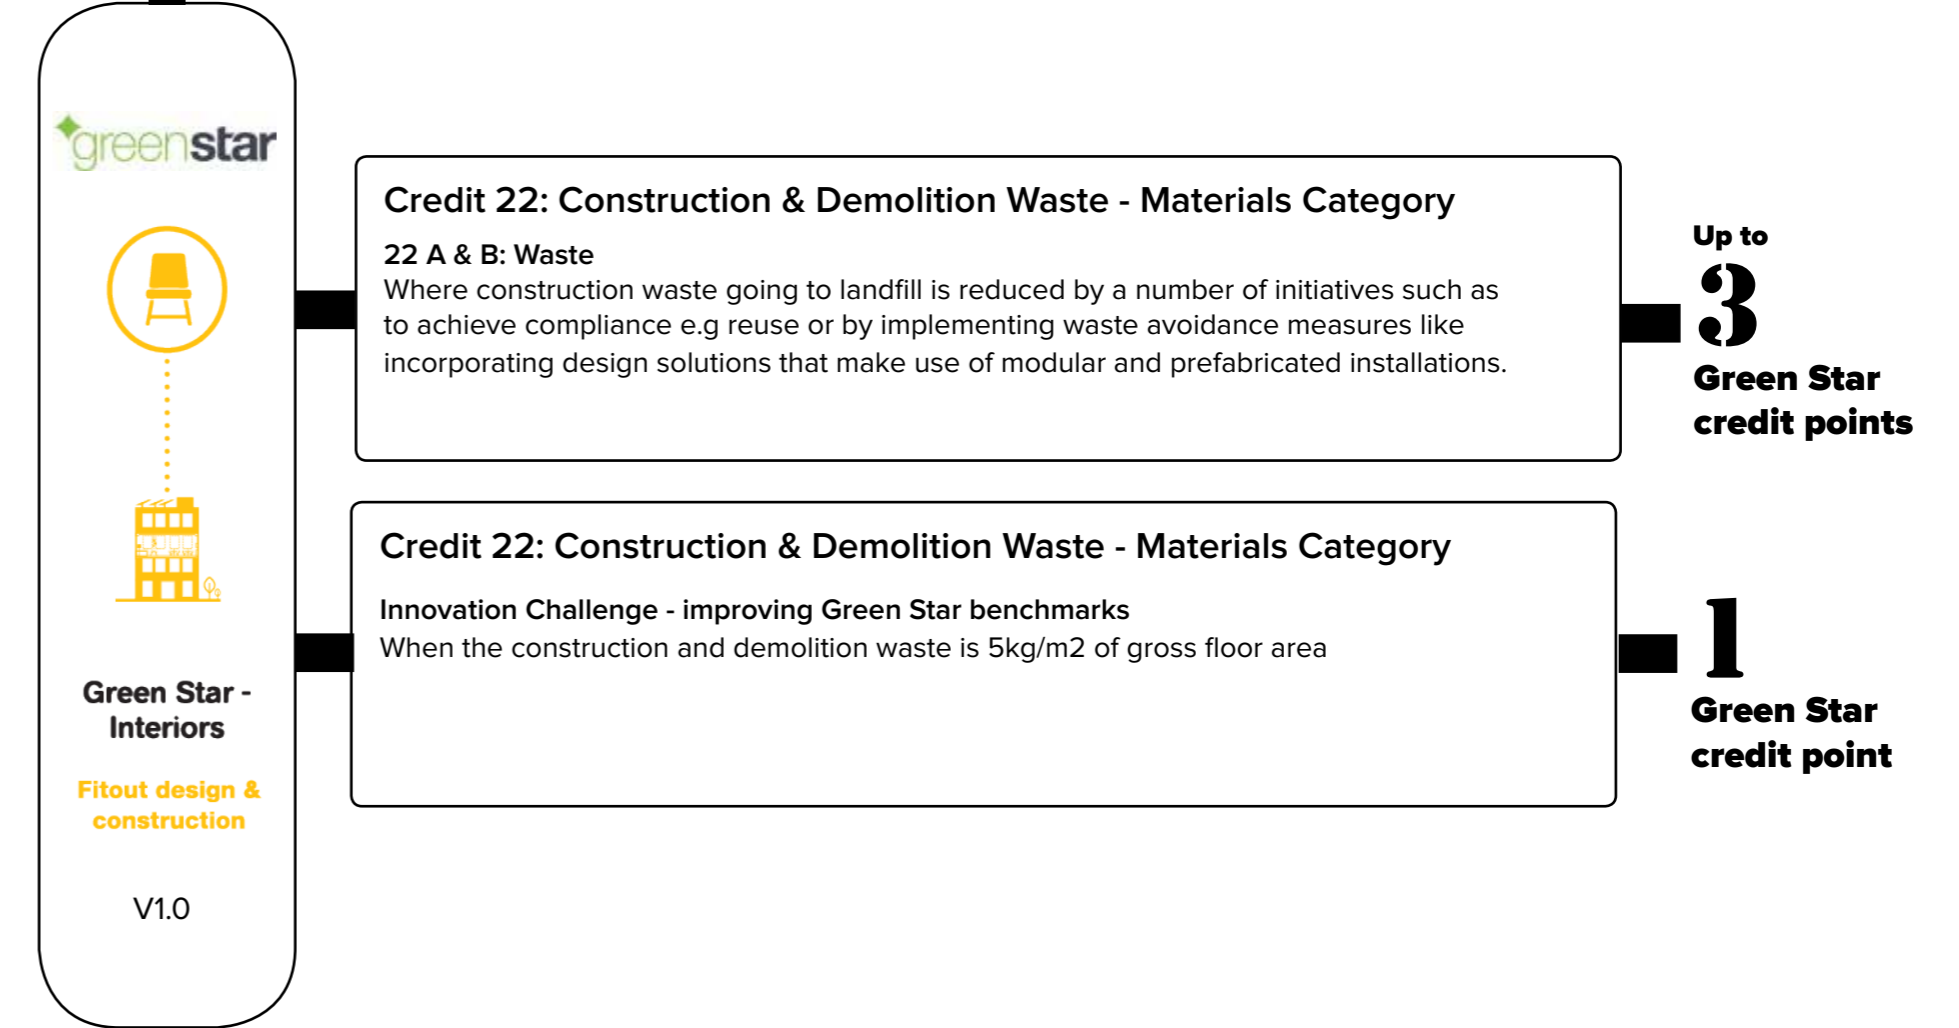 greenstar
Green Star -
Interiors
Fitout design &
construction
V1.0
Credit 22: Construction & Demolition Waste - Materials Category
22 A & B: Waste
Where construction waste going to landfill is reduced by a number of initiatives such as
to achieve compliance e.g reuse or by implementing waste avoidance measures like
incorporating design solutions that make use of modular and prefabricated installations.
Up to
3
Green Star
credit points
Credit 22: Construction & Demolition Waste - Materials Category
Innovation Challenge - improving Green Star benchmarks
When the construction and demolition waste is 5kg/m2 of gross floor area
1
Green Star
credit point